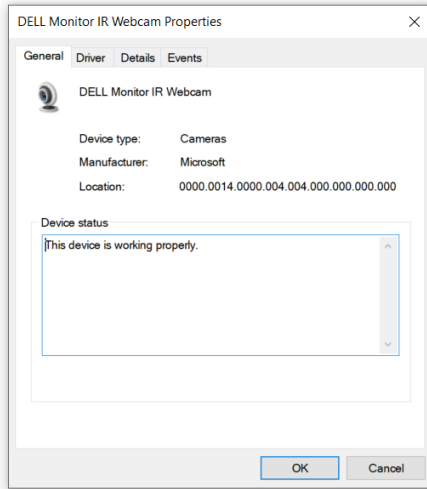 DELL Monitor IR Webcam Properties
General Driver Details Events
DELL Monitor IR Webcam
Device type: Cameras
Manufacturer: Microsoft
Location: 0000.0014.0000.004.004.000.000.000.000
Device status
This device is working properly.
OK Cancel